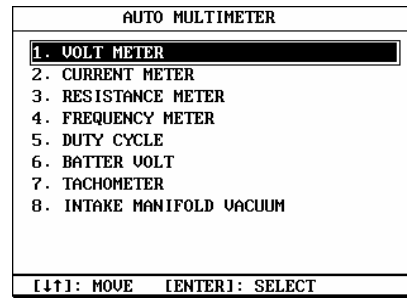 AUTO MULTIMETER
1. VOLT METER
2. CURRENT METER
3. RESISTANCE METER
4. FREQUENCY METER
5. DUTY CYCLE
6. BATTER VOLT
7. TACHOMETER
8. INTAKE MANIFOLD VACUUM
[↓↑]: MOVE [ENTER]: SELECT